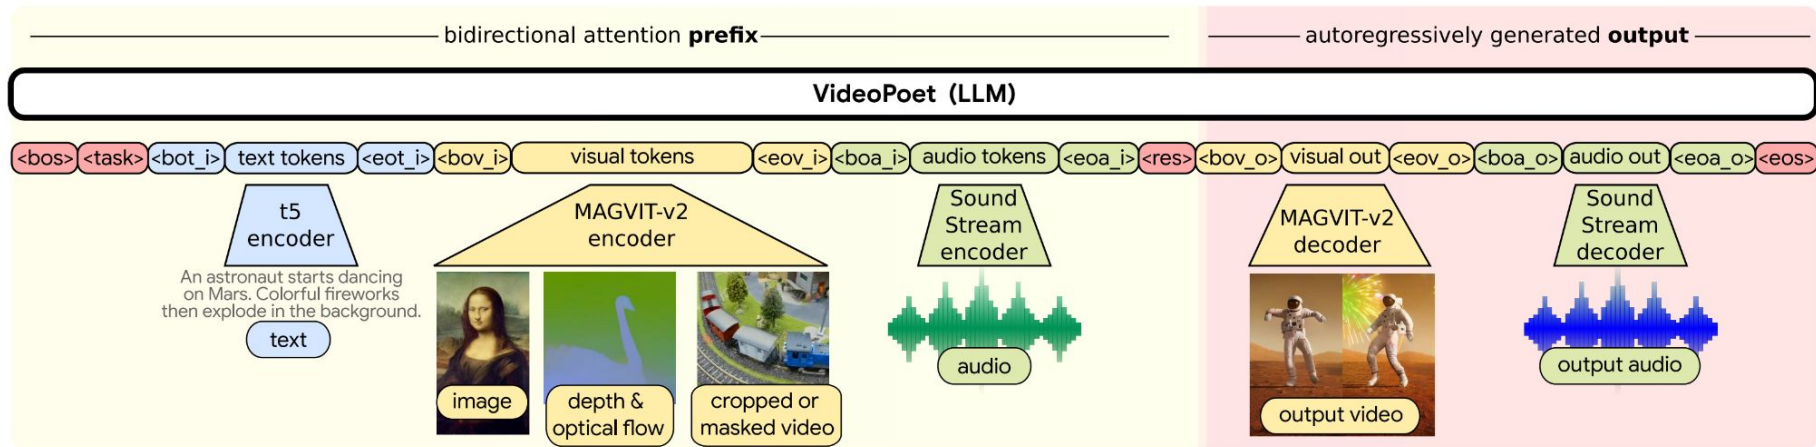 bidirectional attention prefix
autoregressively generated output
VideoPoet (LLM)
<bos> <task> <bot_i> text tokens <eot_i> <bov_i> visual tokens <eov_i> <boa_i> audio tokens <eoa_i> <res> <bov_o> visual out <eov_o> <boa_o> audio out <eoa_o> <eos>
t5
encoder
MAGVIT-v2
encoder
Sound
Stream
encoder
MAGVIT-v2
decoder
Sound
Stream
decoder
An astronaut starts dancing
on Mars. Colorful fireworks
then explode in the background.
text
image
depth &
optical flow
cropped or
masked video
audio
output video
output audio